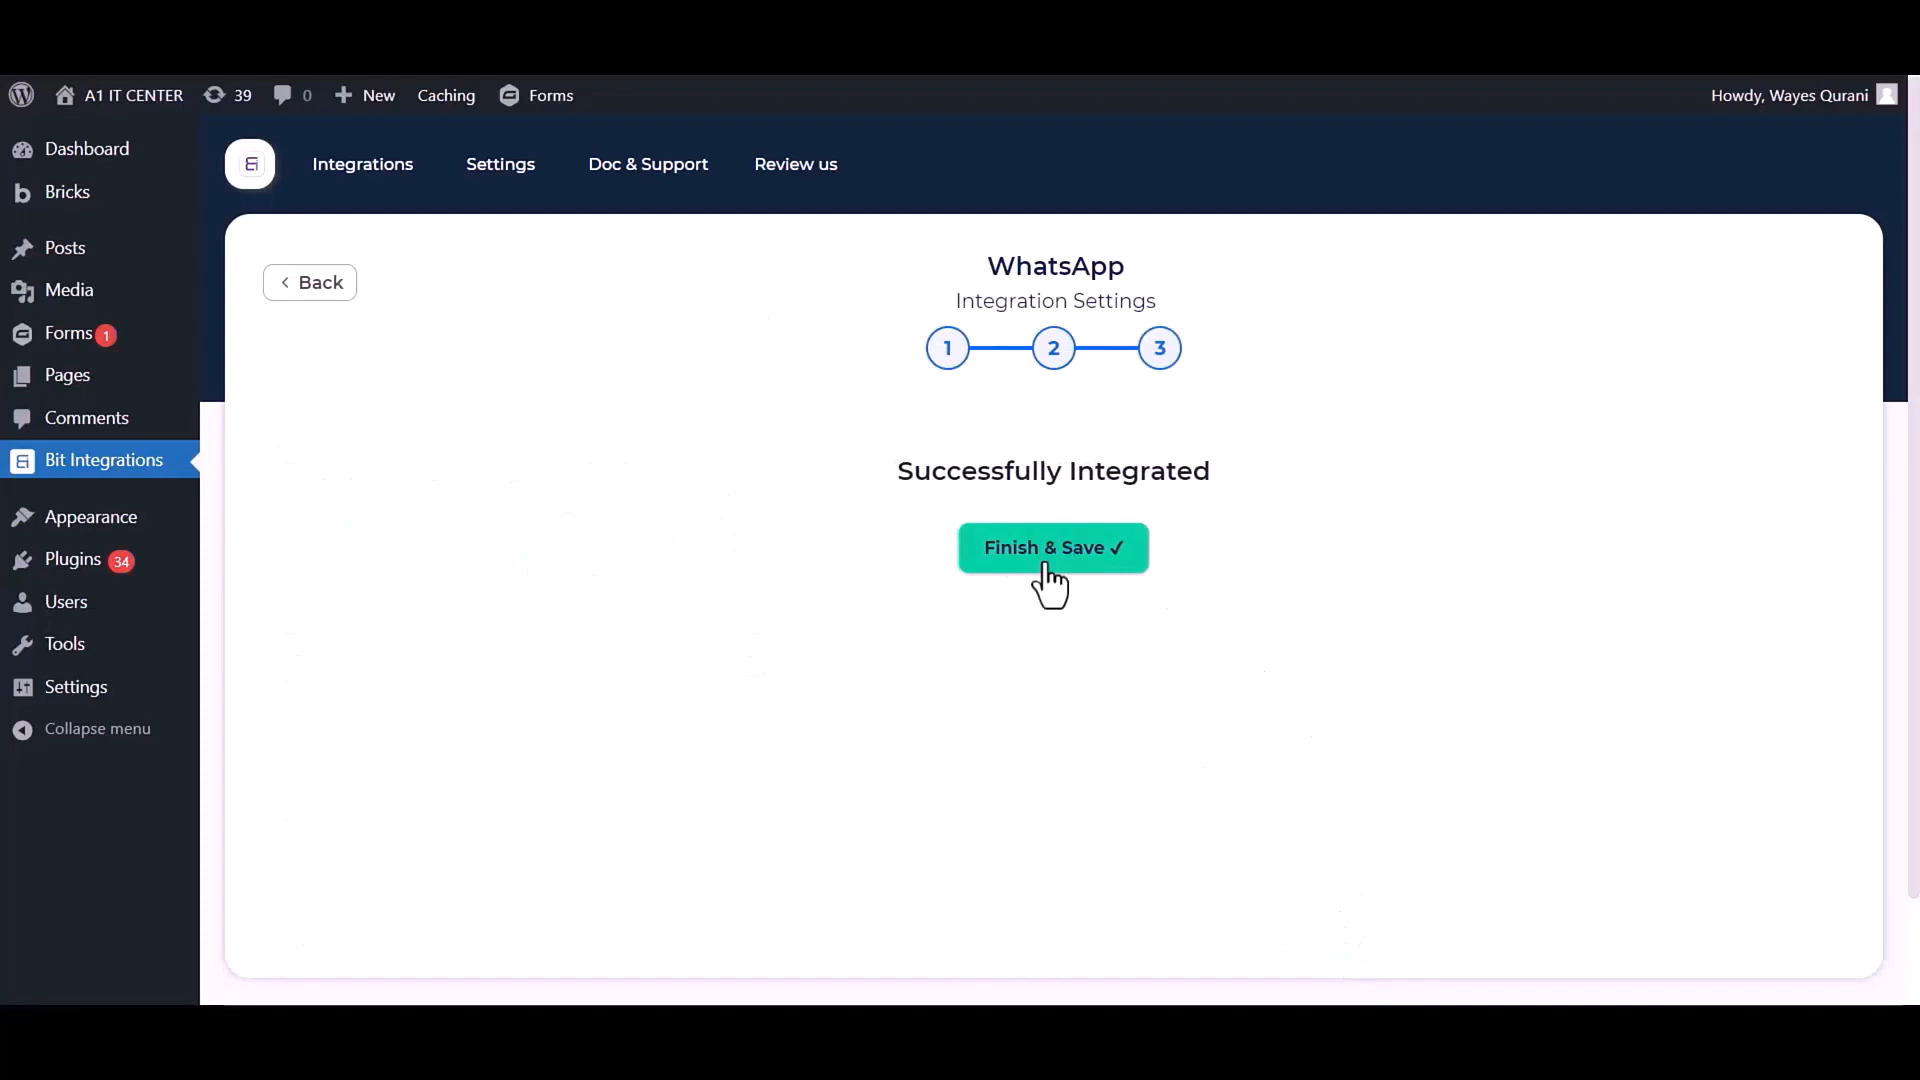 A1 IT CENTER 39 0 New Caching Forms Howdy, Wayes Qurani
Dashboard
Bricks
Posts
Media
Forms 1
Pages
Comments
Bit Integrations
Appearance
Plugins 34
Users
Tools
Settings
Collapse menu
Integrations Settings Doc & Support Review us
Back
WhatsApp
Integration Settings
1 2 3
Successfully Integrated
Finish & Save ✓